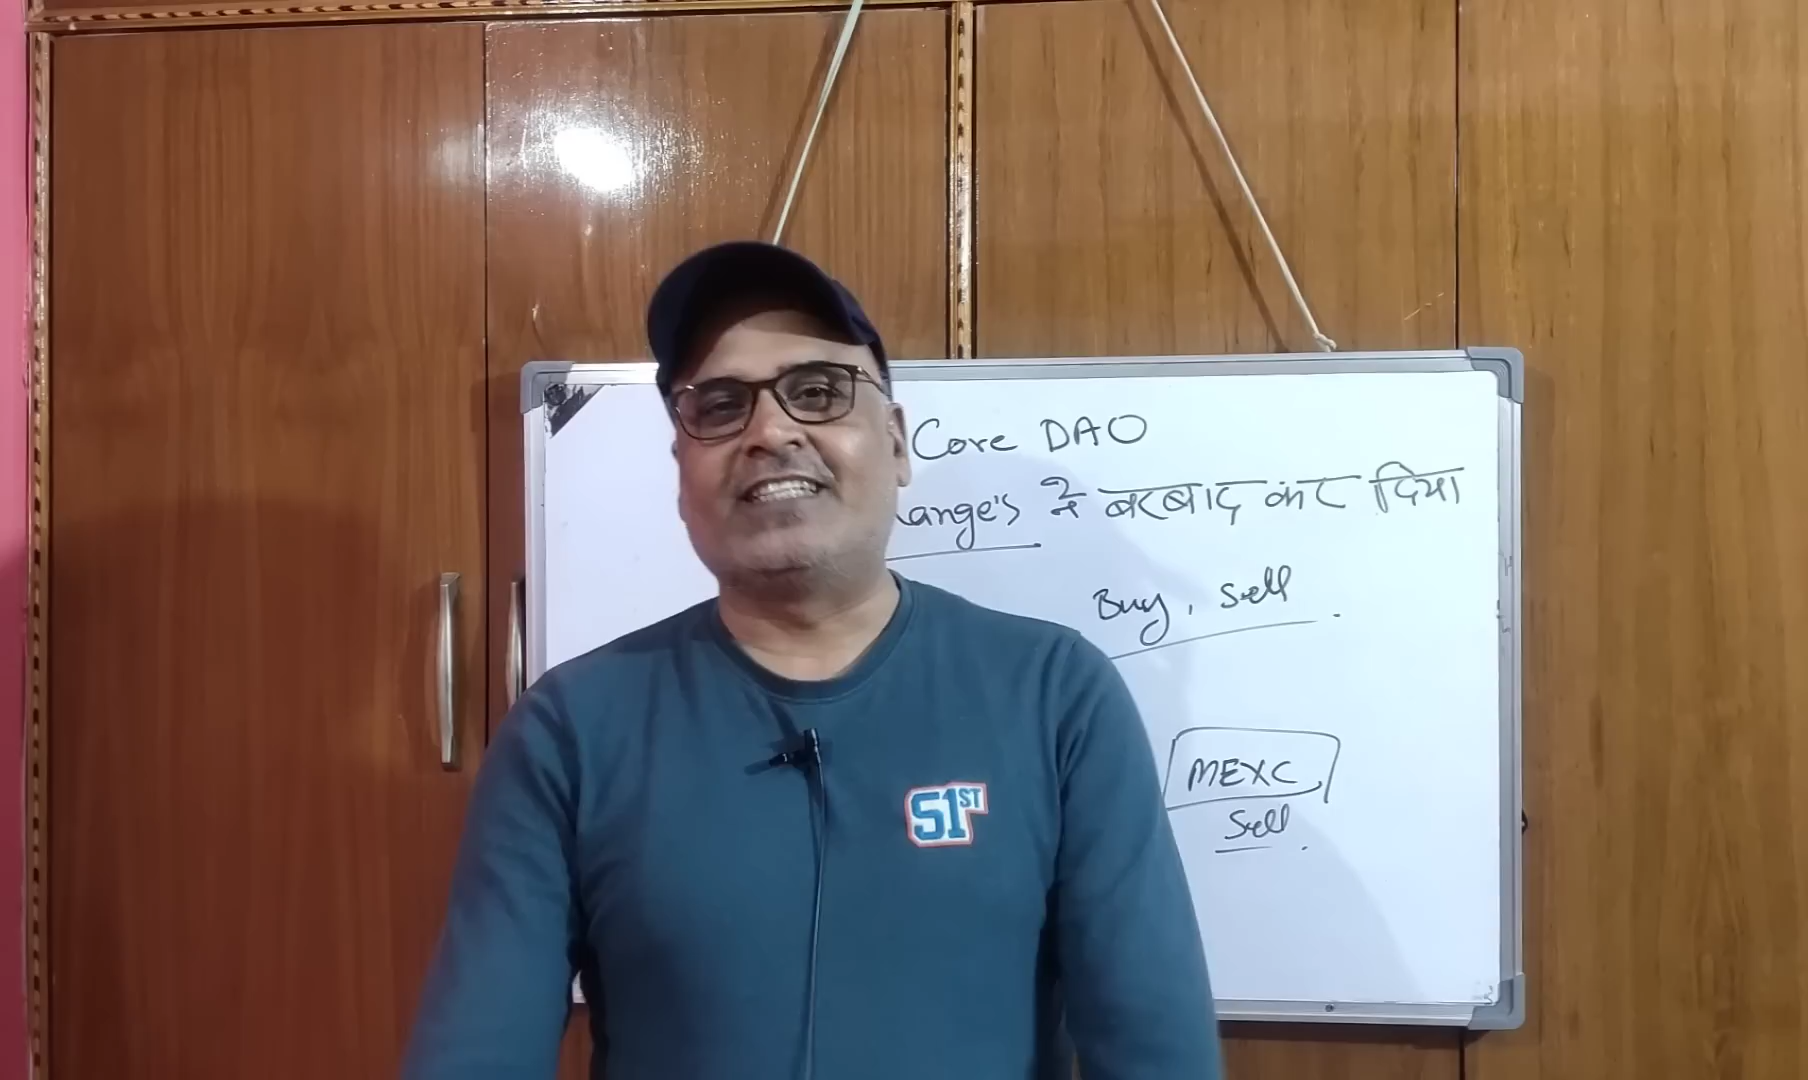 Core DAO
ange's ने बरबाद कर दिया
Buy, Sell
MEXC
Sell
51ST